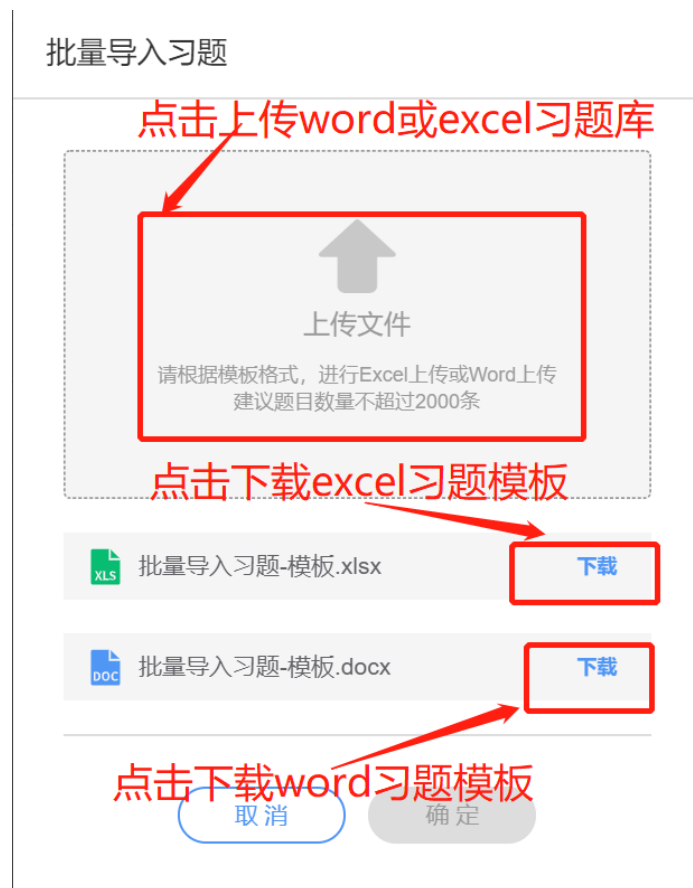 批量导入习题
点击上传word或excel习题库
上传文件
请根据模板格式，进行Excel上传或Word上传
建议题目数量不超过2000条
点击下载excel习题模板
XLS 批量导入习题-模板.xlsx 下载
DOC 批量导入习题-模板.docx 下载
点击下载word习题模板
取消 确定